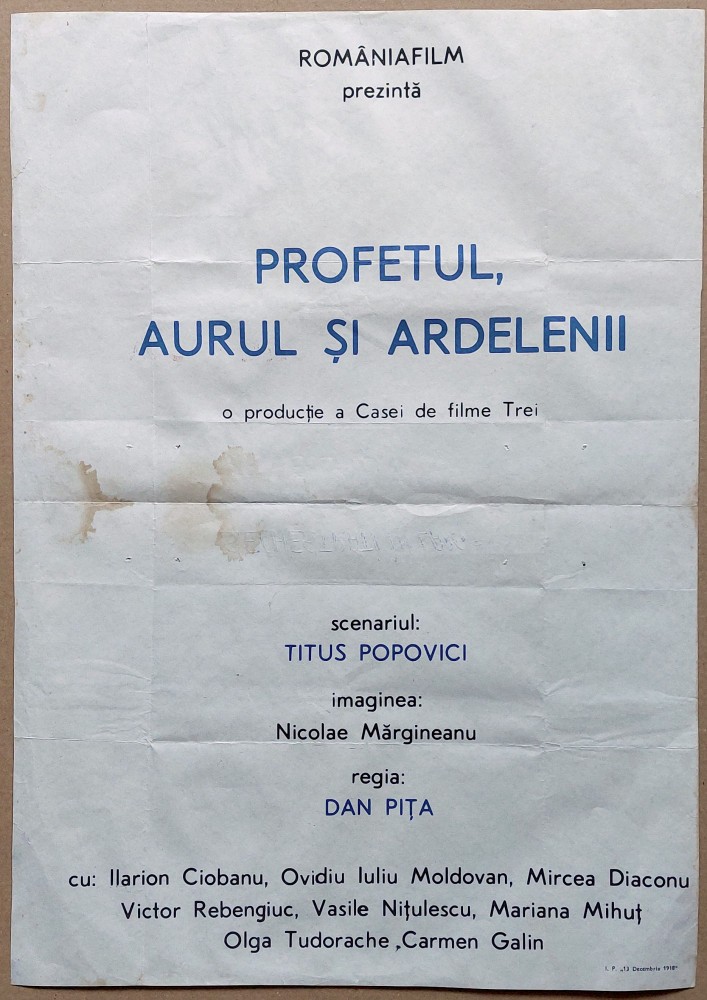 ROMÂNIAFILM
prezintă
PROFETUL,
AURUL ȘI ARDELENII
o producție a Casei de filme Trei
scenariul:
TITUS POPOVICI
imaginea:
Nicolae Mărgineanu
regia:
DAN PIȚA
cu: Ilarion Ciobanu, Ovidiu Iuliu Moldovan, Mircea Diaconu
Victor Rebengiuc, Vasile Nițulescu, Mariana Mihuț
Olga Tudorache ,Carmen Galin
I. P. „13 Decembrie 1918"